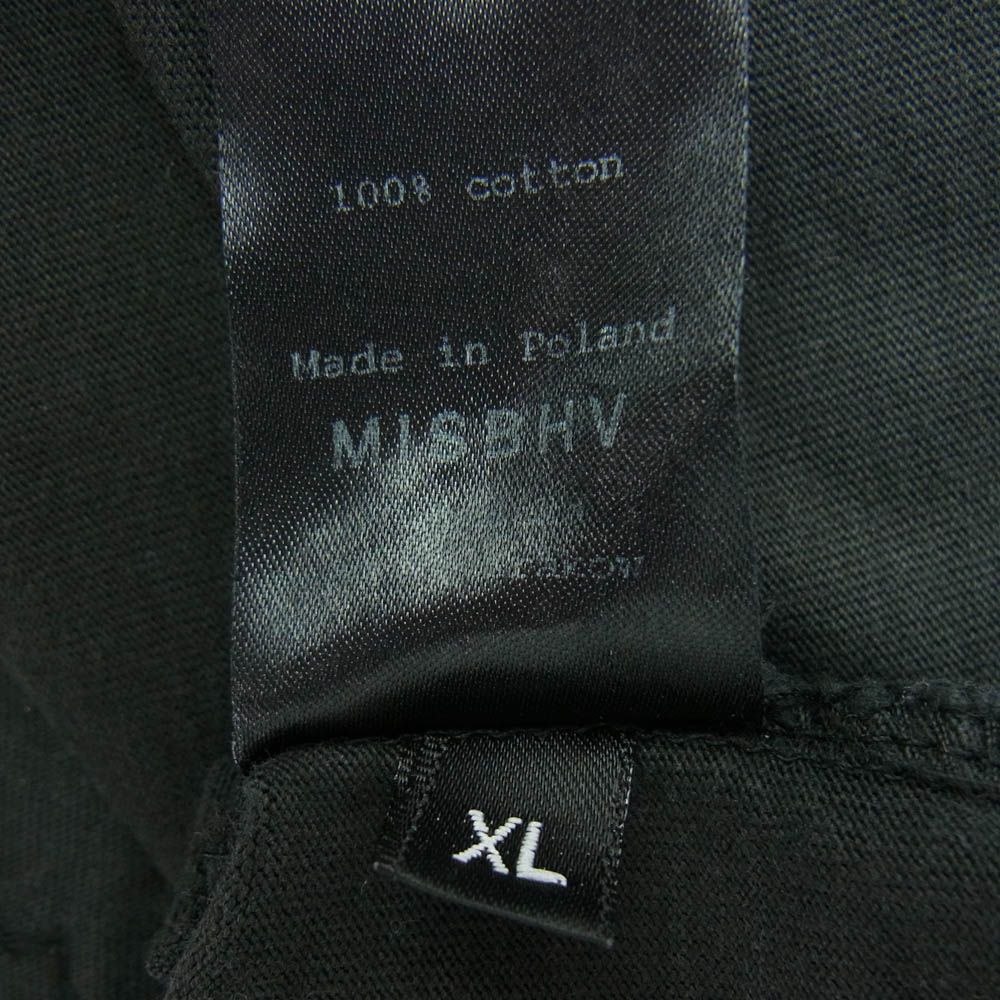 100% cotton
Made in Poland
MISBHV
XL